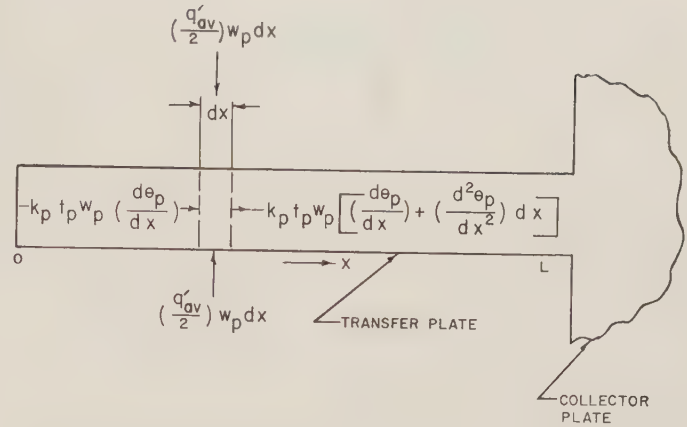 (q'av/2) wp dx
dx
-kp tp wp (dθp/dx)
-kp tp wp [(dθp/dx) + (d²θp/dx²) dx]
O
x
L
(q'av/2) wp dx
TRANSFER PLATE
COLLECTOR
PLATE